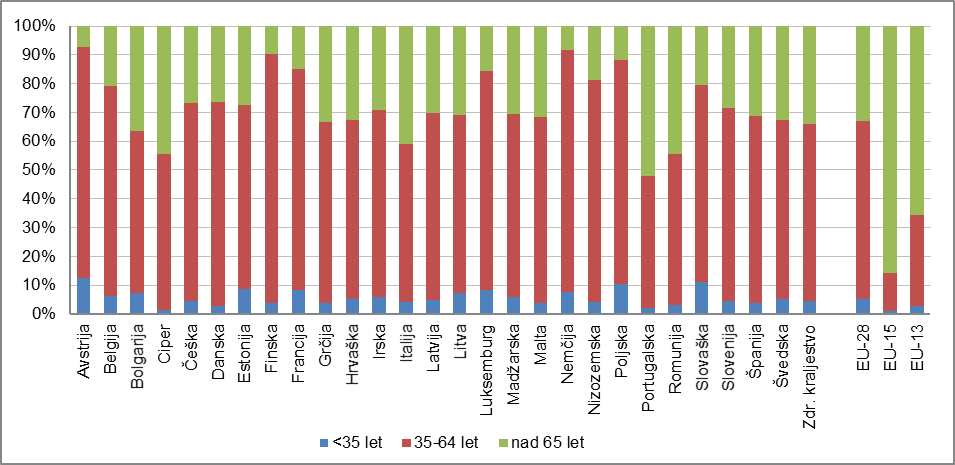 100%
90%
80%
70%
60%
50%
40%
30%
20%
10%
0%
Avstrija
Belgija
Bolgarija
Ciper
Češka
Danska
Estonija
Finska
Francija
Grčija
Hrvaška
Irska
Italija
Latvija
Litva
Luksemburg
Madžarska
Malta
Nemčija
Nizozemska
Poljska
Portugalska
Romunija
Slovaška
Slovenija
Španija
Švedska
Zdr. kraljestvo
EU-28
EU-15
EU-13
<35 let 35-64 let nad 65 let